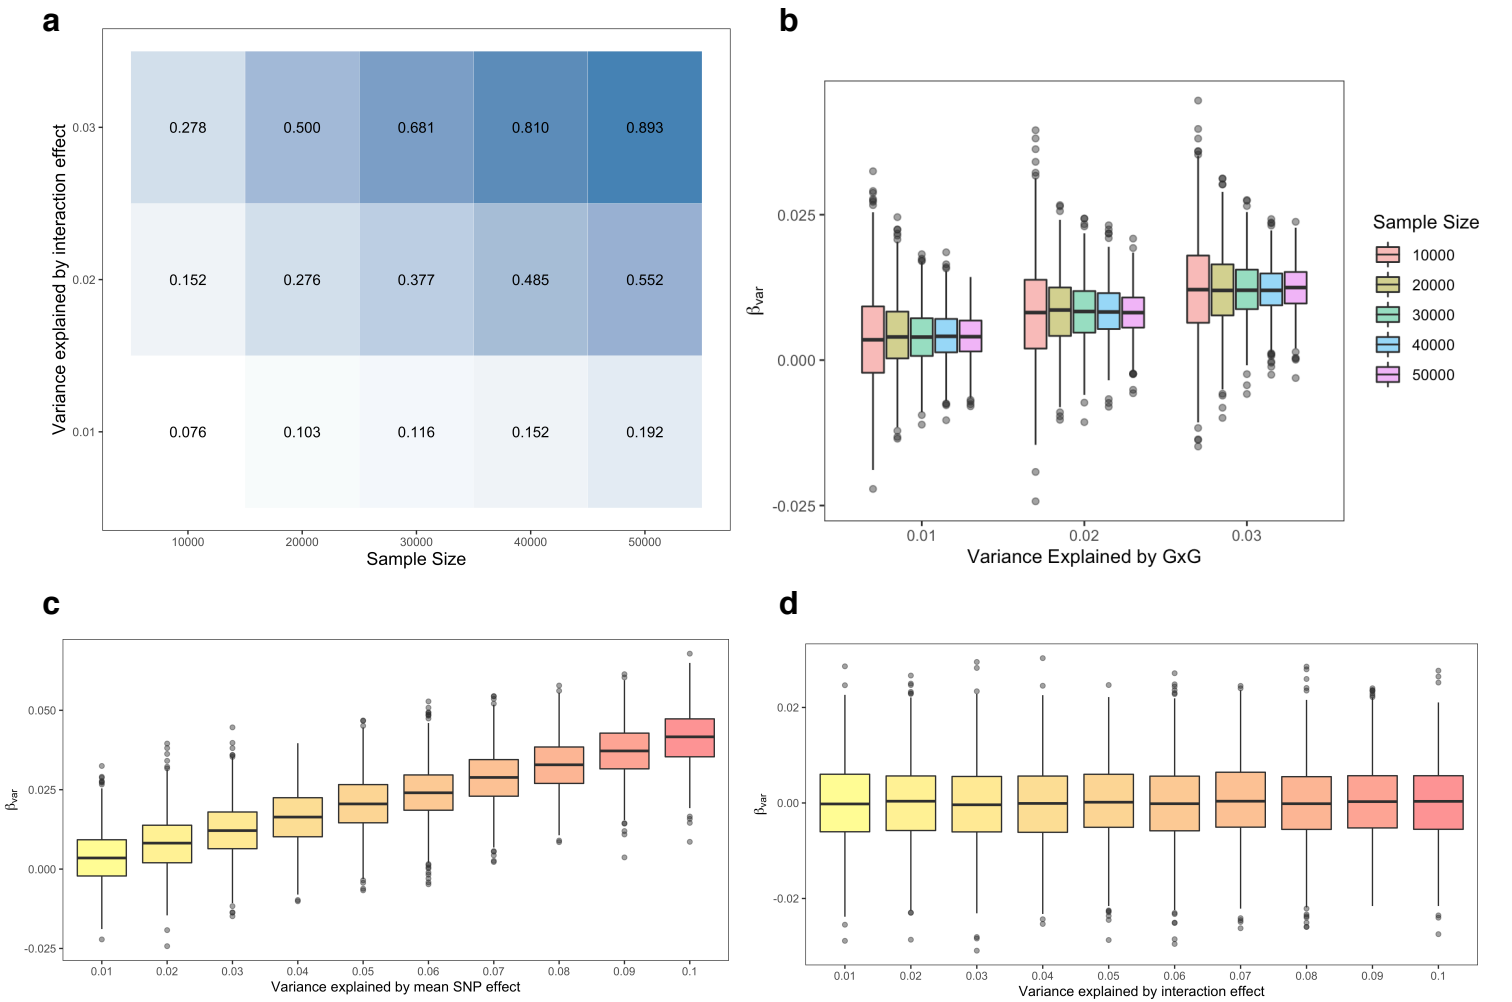 a
Variance explained by interaction effect
0.03
0.02
0.01
0.278 0.500 0.681 0.810 0.893
0.152 0.276 0.377 0.485 0.552
0.076 0.103 0.116 0.152 0.192
10000 20000 30000 40000 50000
Sample Size
b
βvar
0.025
0.000
-0.025
0.01 0.02 0.03
Variance Explained by GxG
Sample Size
10000
20000
30000
40000
50000
c
βvar
0.050
0.025
0.000
-0.025
0.01 0.02 0.03 0.04 0.05 0.06 0.07 0.08 0.09 0.1
Variance explained by mean SNP effect
d
βvar
0.02
0.00
-0.02
0.01 0.02 0.03 0.04 0.05 0.06 0.07 0.08 0.09 0.1
Variance explained by interaction effect